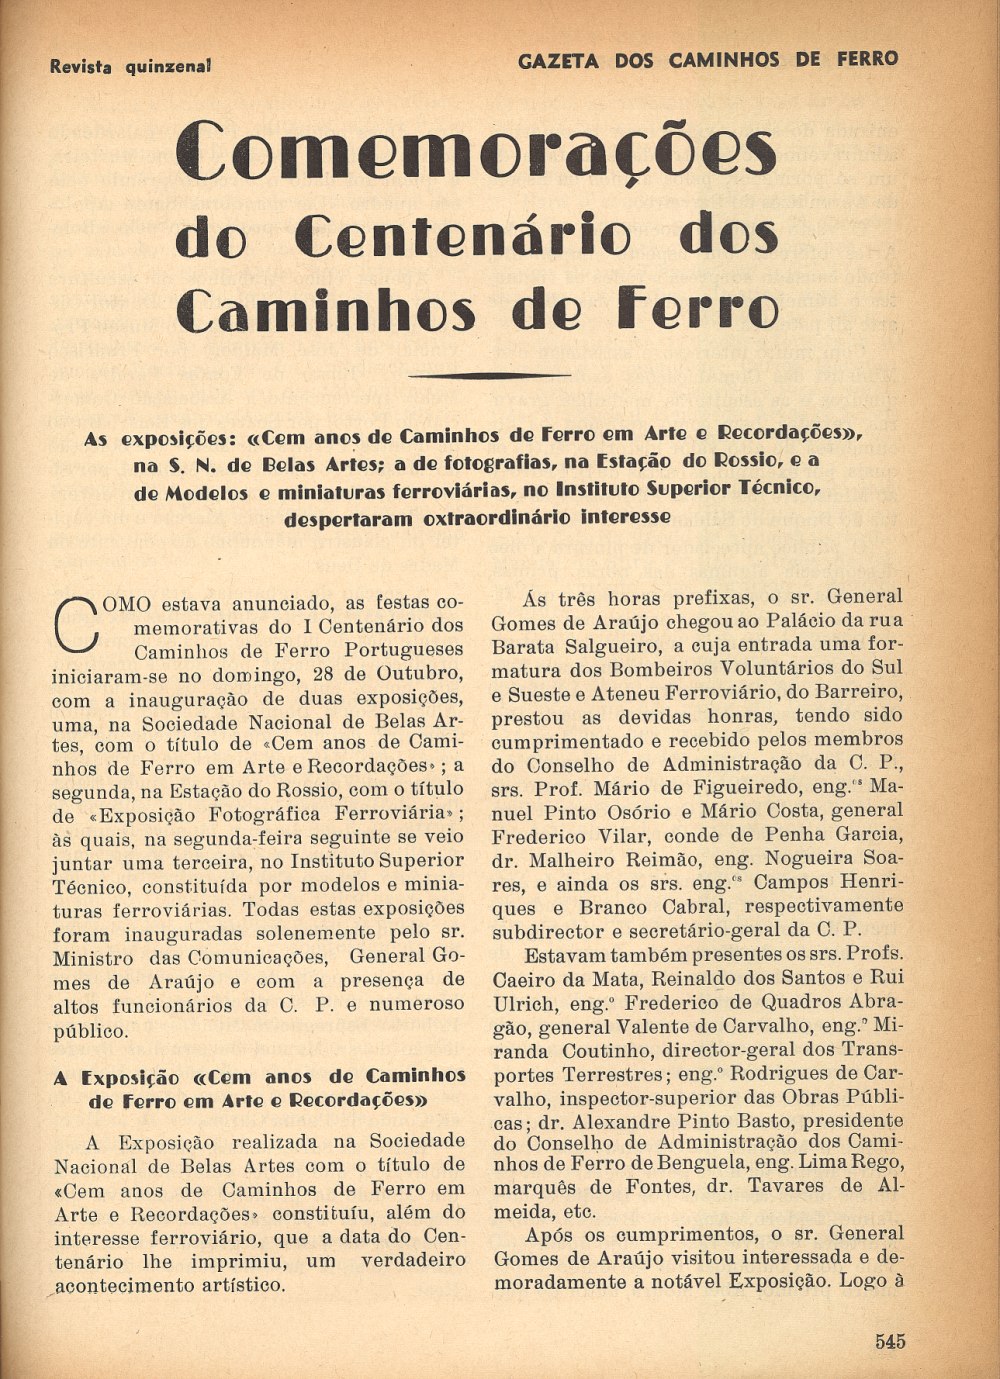 Revista quinzenal
GAZETA DOS CAMINHOS DE FERRO
Comemorações
do Centenário dos
Caminhos de Ferro
As exposições: «Cem anos de Caminhos de Ferro em Arte e Recordações»,
na S. N. de Belas Artes; a de fotografias, na Estação do Rossio, e a
de Modelos e miniaturas ferroviárias, no Instituto Superior Técnico,
despertaram extraordinário interesse
COMO estava anunciado, as festas co-
memorativas do I Centenário dos
Caminhos de Ferro Portugueses
iniciaram-se no domingo, 28 de Outubro,
com a inauguração de duas exposições,
uma, na Sociedade Nacional de Belas Ar-
tes, com o título de «Cem anos de Cami-
nhos de Ferro em Arte e Recordações»; a
segunda, na Estação do Rossio, com o título
de «Exposição Fotográfica Ferroviária»;
às quais, na segunda-feira seguinte se veio
juntar uma terceira, no Instituto Superior
Técnico, constituída por modelos e minia-
turas ferroviárias. Todas estas exposições
foram inauguradas solenemente pelo sr.
Ministro das Comunicações, General Go-
mes de Araújo e com a presença de
altos funcionários da C. P. e numeroso
público.
A Exposição «Cem anos de Caminhos
de Ferro em Arte e Recordações»
A Exposição realizada na Sociedade
Nacional de Belas Artes com o título de
«Cem anos de Caminhos de Ferro em
Arte e Recordações» constituíu, além do
interesse ferroviário, que a data do Cen-
tenário lhe imprimiu, um verdadeiro
acontecimento artístico.
Ás três horas prefixas, o sr. General
Gomes de Araújo chegou ao Palácio da rua
Barata Salgueiro, a cuja entrada uma for-
matura dos Bombeiros Voluntários do Sul
e Sueste e Ateneu Ferroviário, do Barreiro,
prestou as devidas honras, tendo sido
cumprimentado e recebido pelos membros
do Conselho de Administração da C. P.,
srs. Prof. Mário de Figueiredo, eng.ºˢ Ma-
nuel Pinto Osório e Mário Costa, general
Frederico Vilar, conde de Penha Garcia,
dr. Malheiro Reimão, eng. Nogueira Soa-
res, e ainda os srs. eng.ºˢ Campos Henri-
ques e Branco Cabral, respectivamente
subdirector e secretário-geral da C. P.
Estavam também presentes os srs. Profs.
Caeiro da Mata, Reinaldo dos Santos e Rui
Ulrich, eng.º Frederico de Quadros Abra-
gão, general Valente de Carvalho, eng.º Mi-
randa Coutinho, director-geral dos Trans-
portes Terrestres; eng.º Rodrigues de Car-
valho, inspector-superior das Obras Públi-
cas; dr. Alexandre Pinto Basto, presidente
do Conselho de Administração dos Cami-
nhos de Ferro de Benguela, eng. Lima Rego,
marquês de Fontes, dr. Tavares de Al-
meida, etc.
Após os cumprimentos, o sr. General
Gomes de Araújo visitou interessada e de-
moradamente a notável Exposição. Logo à
545